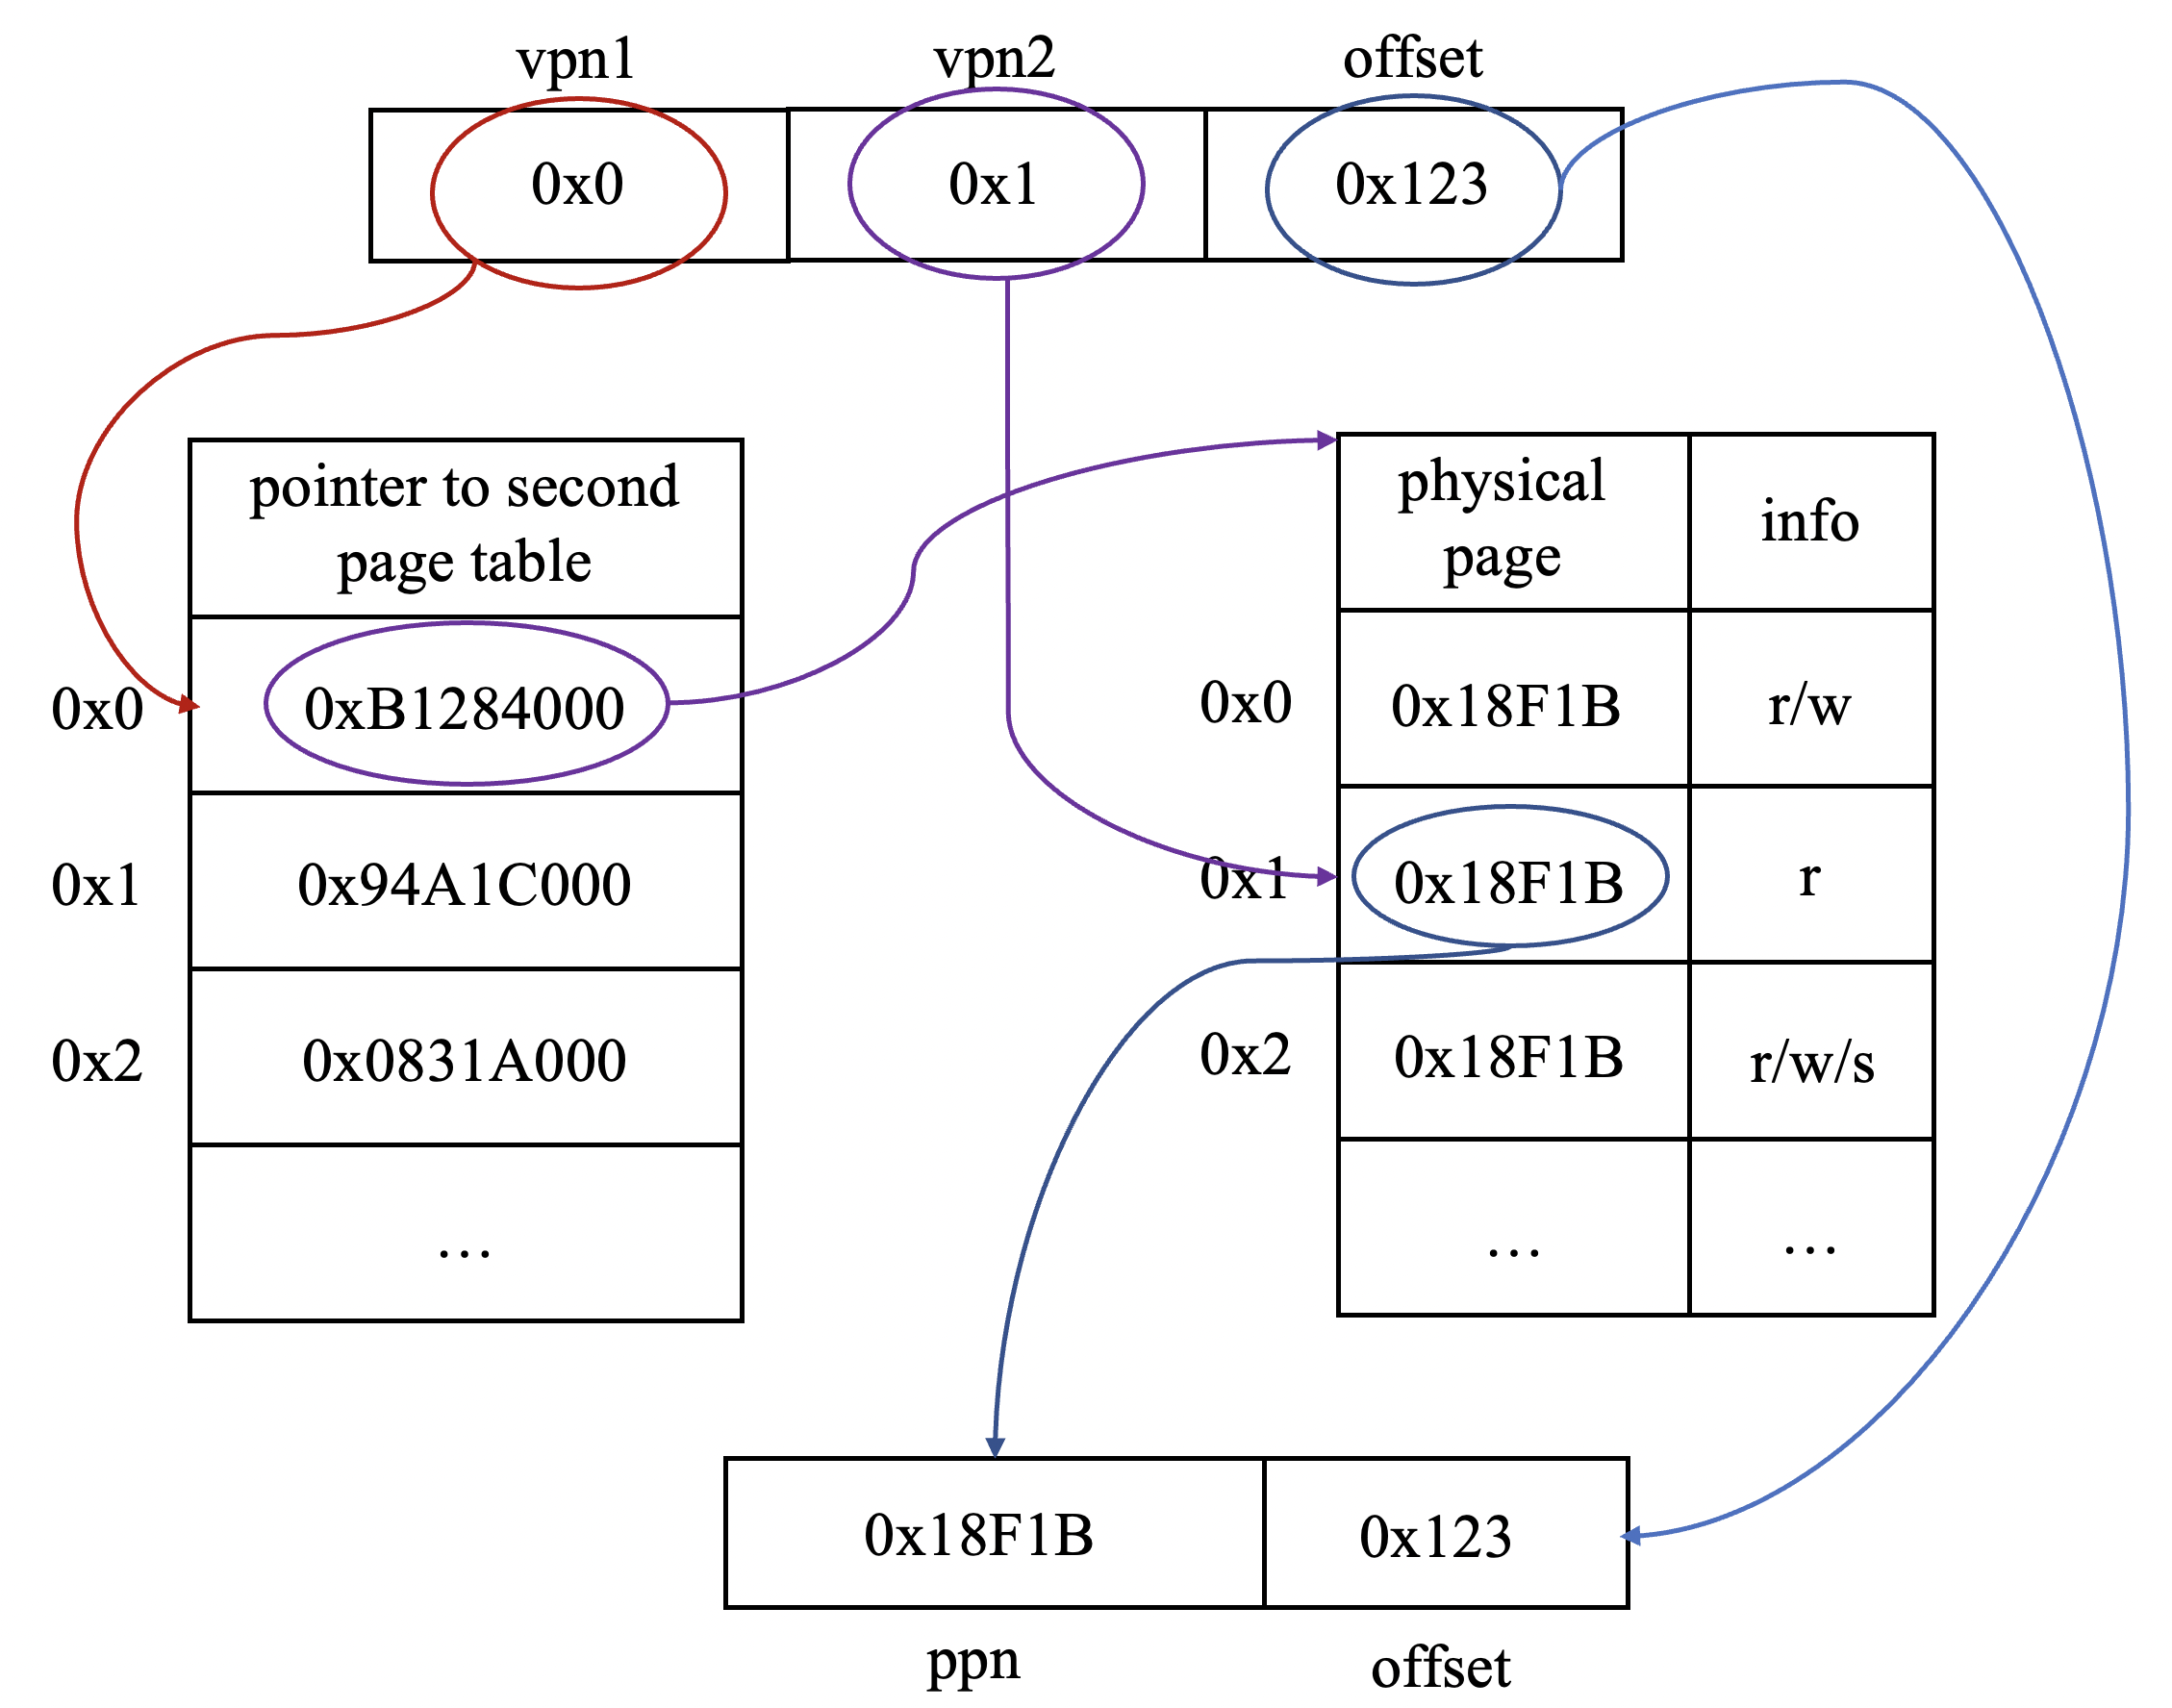 vpn1 vpn2 offset
0x0 0x1 0x123
pointer to second
page table
0x0 0xB1284000
0x1 0x94A1C000
0x2 0x0831A000
...
physical
page
info
0x0 0x18F1B r/w
0x1 0x18F1B r
0x2 0x18F1B r/w/s
... ...
0x18F1B 0x123
ppn offset